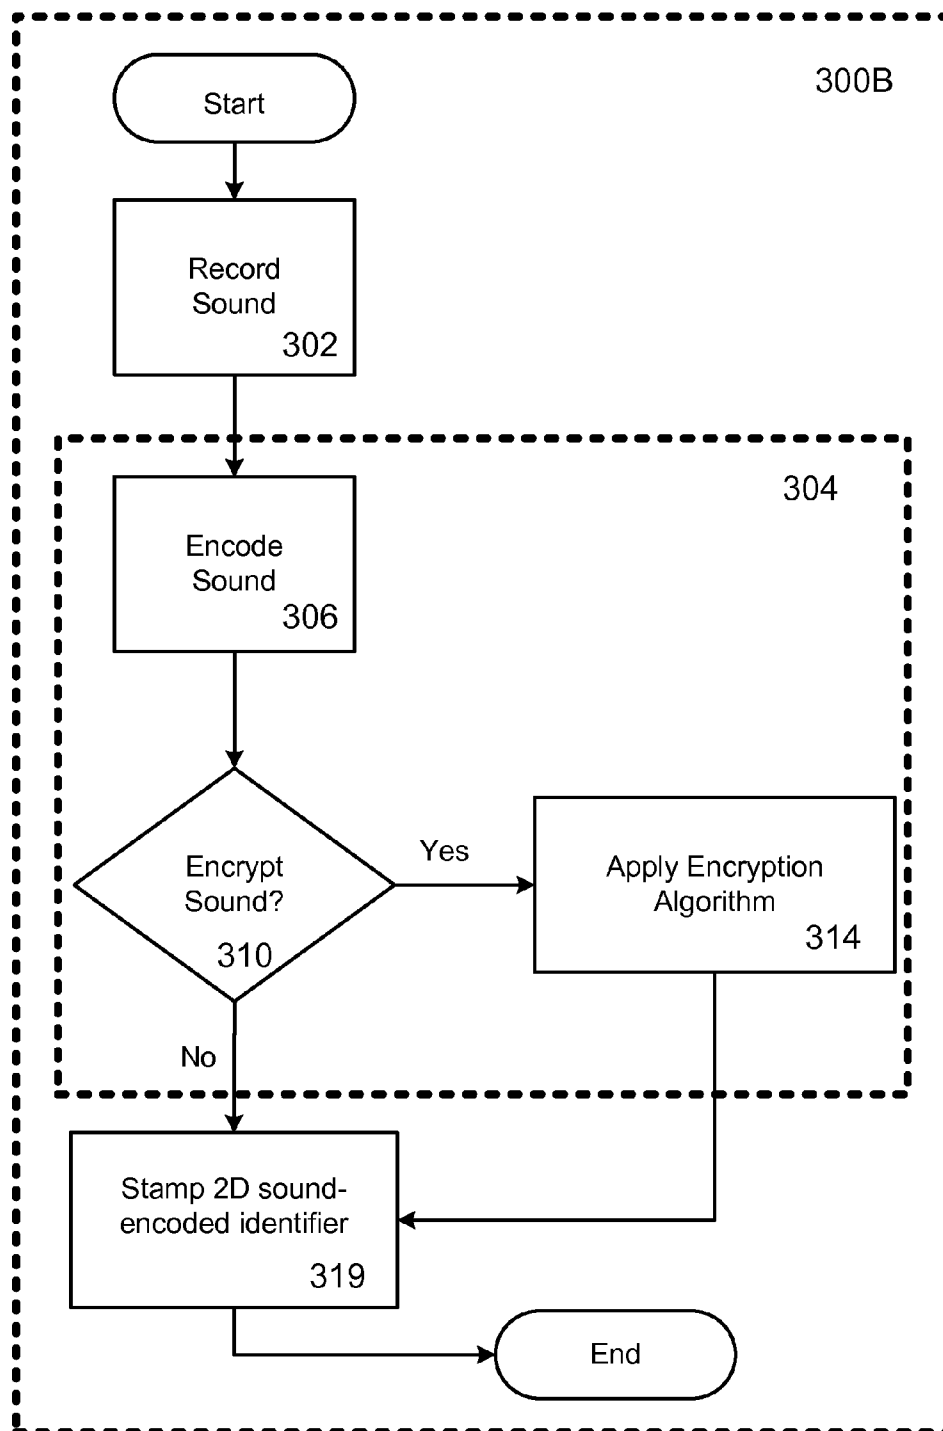 300B
Start
Record
Sound
302
304
Encode
Sound
306
Encrypt
Sound?
310
Yes
Apply Encryption
Algorithm
314
No
Stamp 2D sound-
encoded identifier
319
End